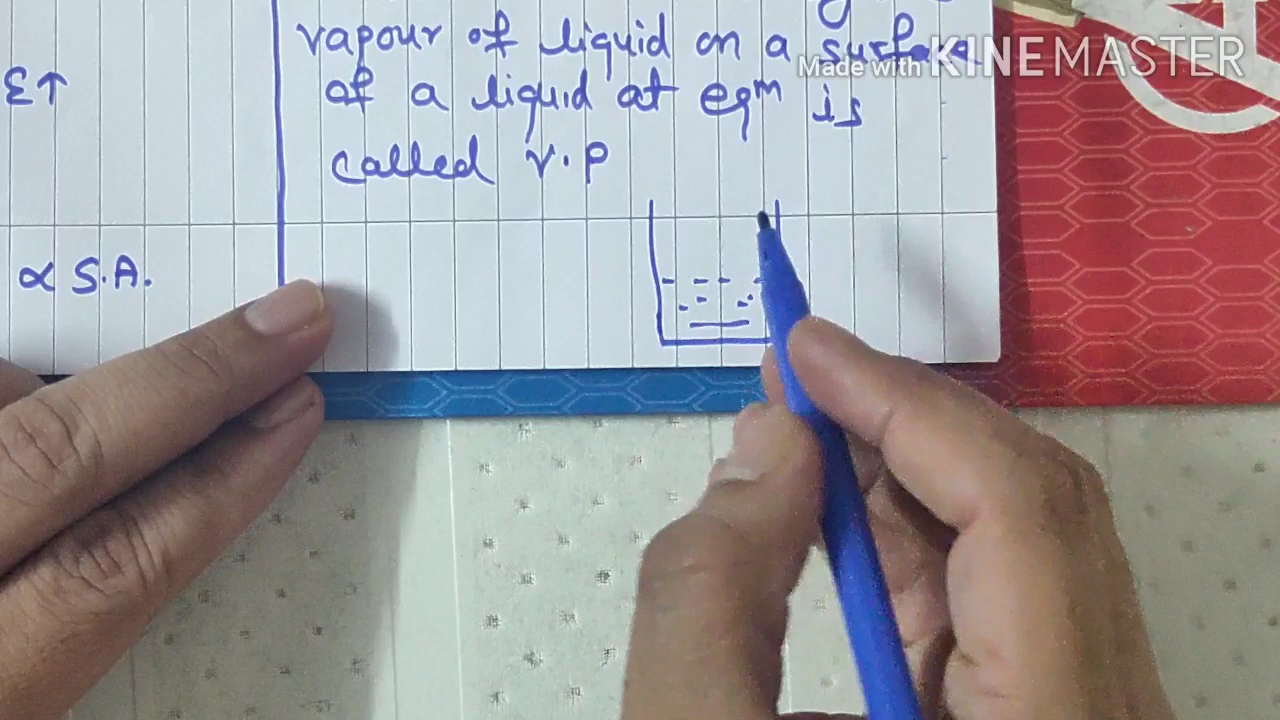 vapour of liquid on a surface
of a liquid at eqm is
called v.p
E↑
∝ S.A.
Made with KINEMASTER